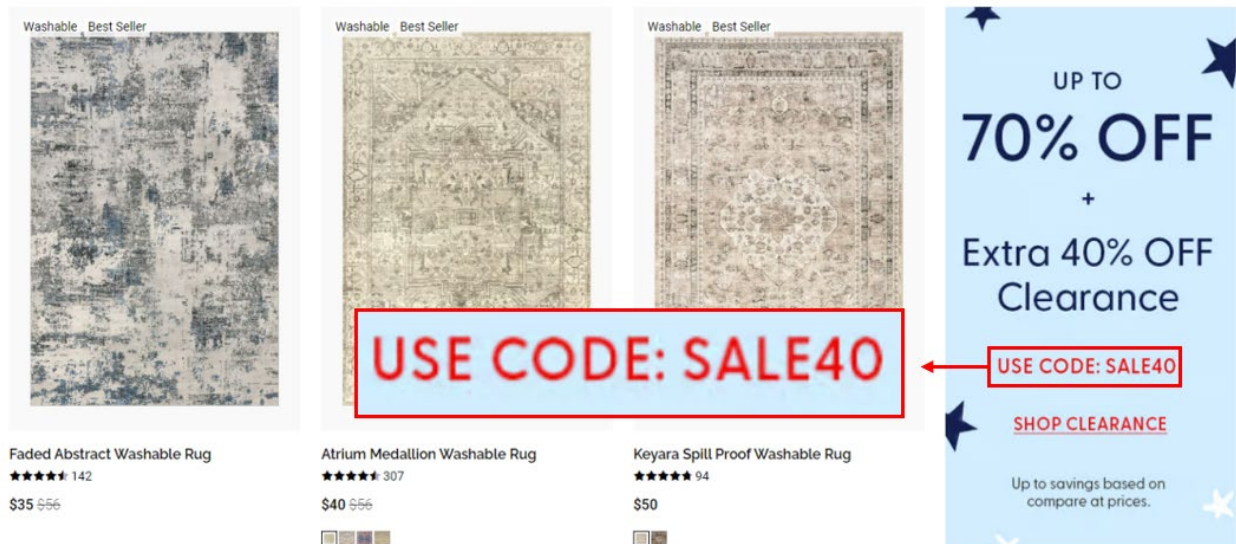 Washable Best Seller
Faded Abstract Washable Rug
142
$35 $56
Washable Best Seller
Atrium Medallion Washable Rug
307
$40 $56
Washable Best Seller
Keyara Spill Proof Washable Rug
94
$50
USE CODE: SALE40
UP TO
70% OFF
+
Extra 40% OFF
Clearance
USE CODE: SALE40
SHOP CLEARANCE
Up to savings based on
compare at prices.